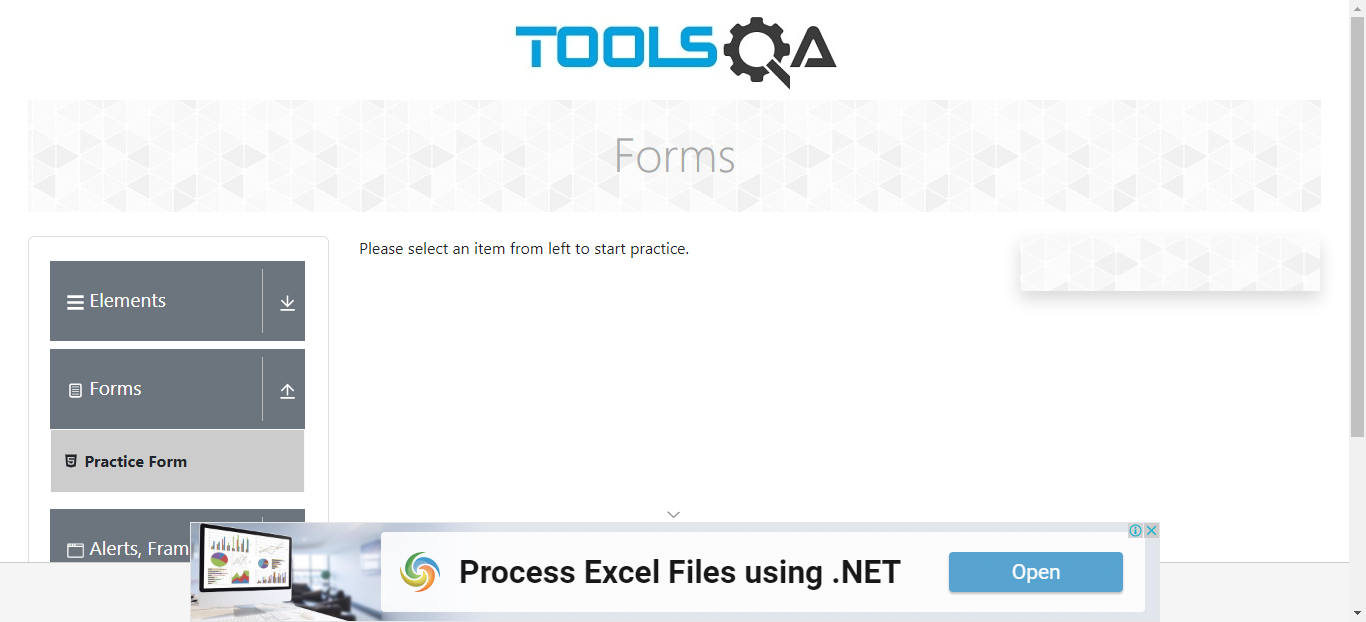 TOOLSQA
Forms
Please select an item from left to start practice.
Elements
Forms
Practice Form
Alerts, Fram
Process Excel Files using .NET
Open